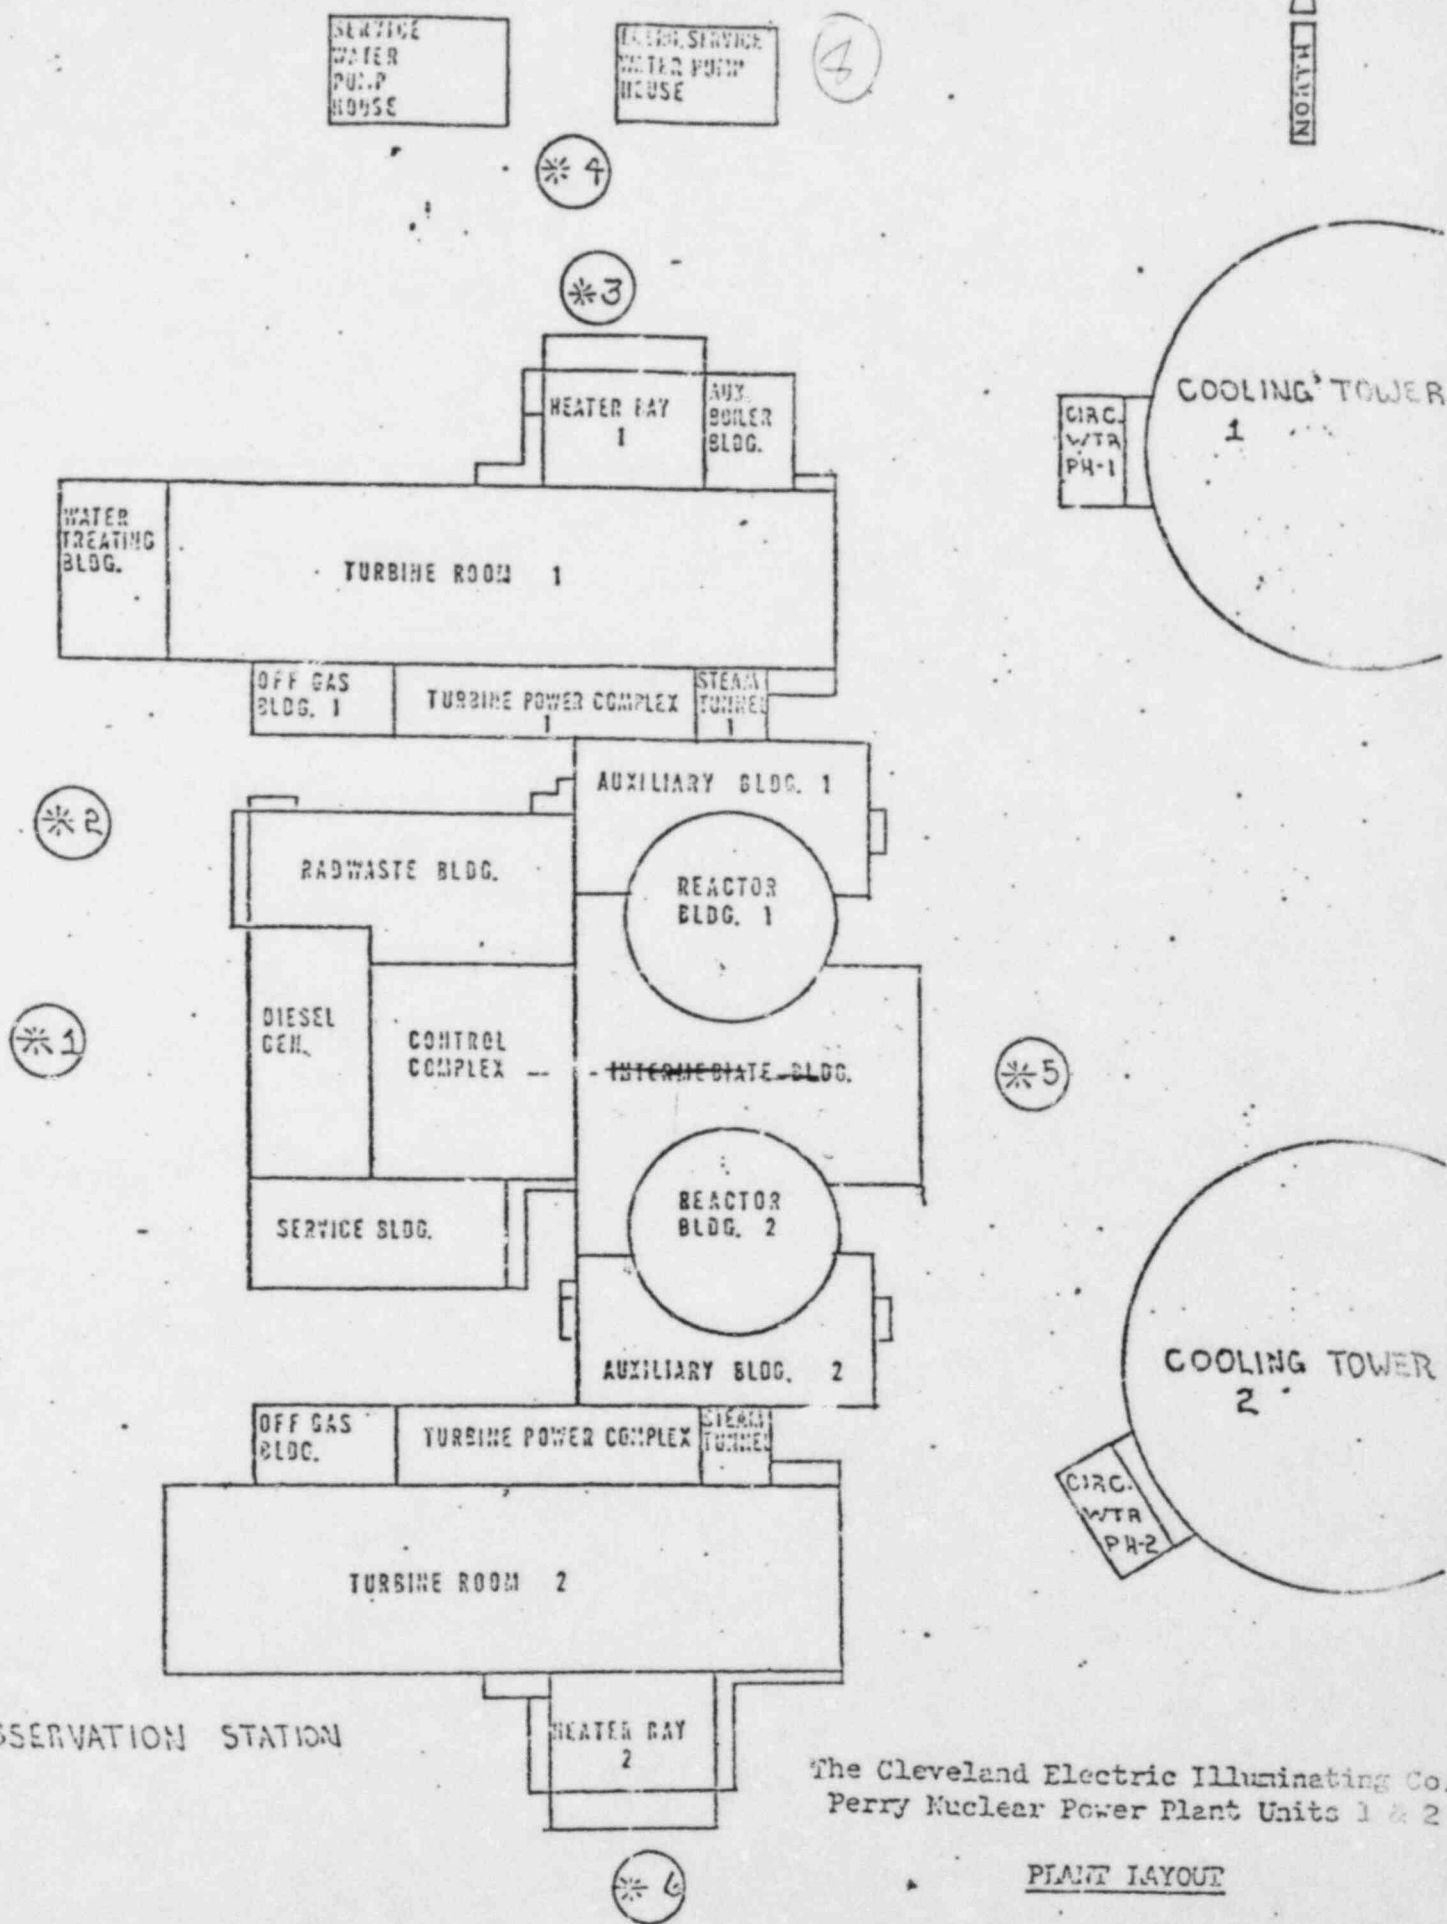 SERVICE
WATER
PUMP
HOUSE
SERVICE
WATER PUMP
HOUSE
8
*4
*3
HEATER BAY
1
AUX.
BOILER
BLDG.
COOLING TOWER
1
CIRC.
WTR
PH-1
WATER
TREATING
BLDG.
TURBINE ROOM 1
OFF GAS
BLDG. 1
TURBINE POWER COMPLEX
1
STEAM
TUNNEL
1
AUXILIARY BLDG. 1
*2
RADWASTE BLDG.
REACTOR
BLDG. 1
*1
DIESEL
GEN.
CONTROL
COMPLEX
INTERMEDIATE BLDG.
*5
SERVICE BLDG.
REACTOR
BLDG. 2
AUXILIARY BLDG. 2
COOLING TOWER
2
OFF GAS
BLDG.
TURBINE POWER COMPLEX
STEAM
TUNNEL
CIRC.
WTR
PH-2
TURBINE ROOM 2
SERVATION STATION
HEATER BAY
2
The Cleveland Electric Illuminating Co.
Perry Nuclear Power Plant Units 1 & 2
*6
PLANT LAYOUT